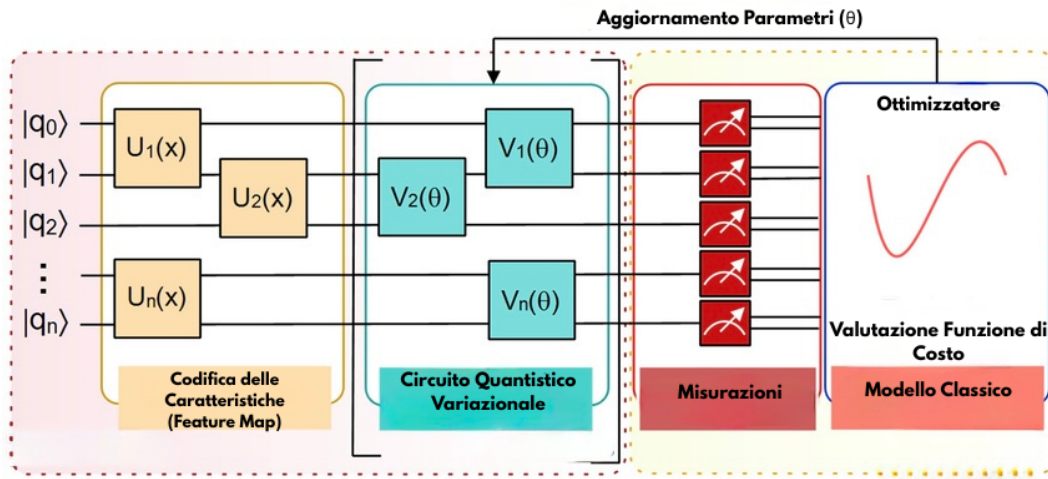 Aggiornamento Parametri (θ)
Ottimizzatore
|q₀⟩
U₁(x)
V₁(θ)
|q₁⟩
U₂(x)
V₂(θ)
|q₂⟩
⋮
Uₙ(x)
Vₙ(θ)
|qₙ⟩
Valutazione Funzione di
Costo
Codifica delle
Caratteristiche
(Feature Map)
Circuito Quantistico
Variazionale
Misurazioni
Modello Classico